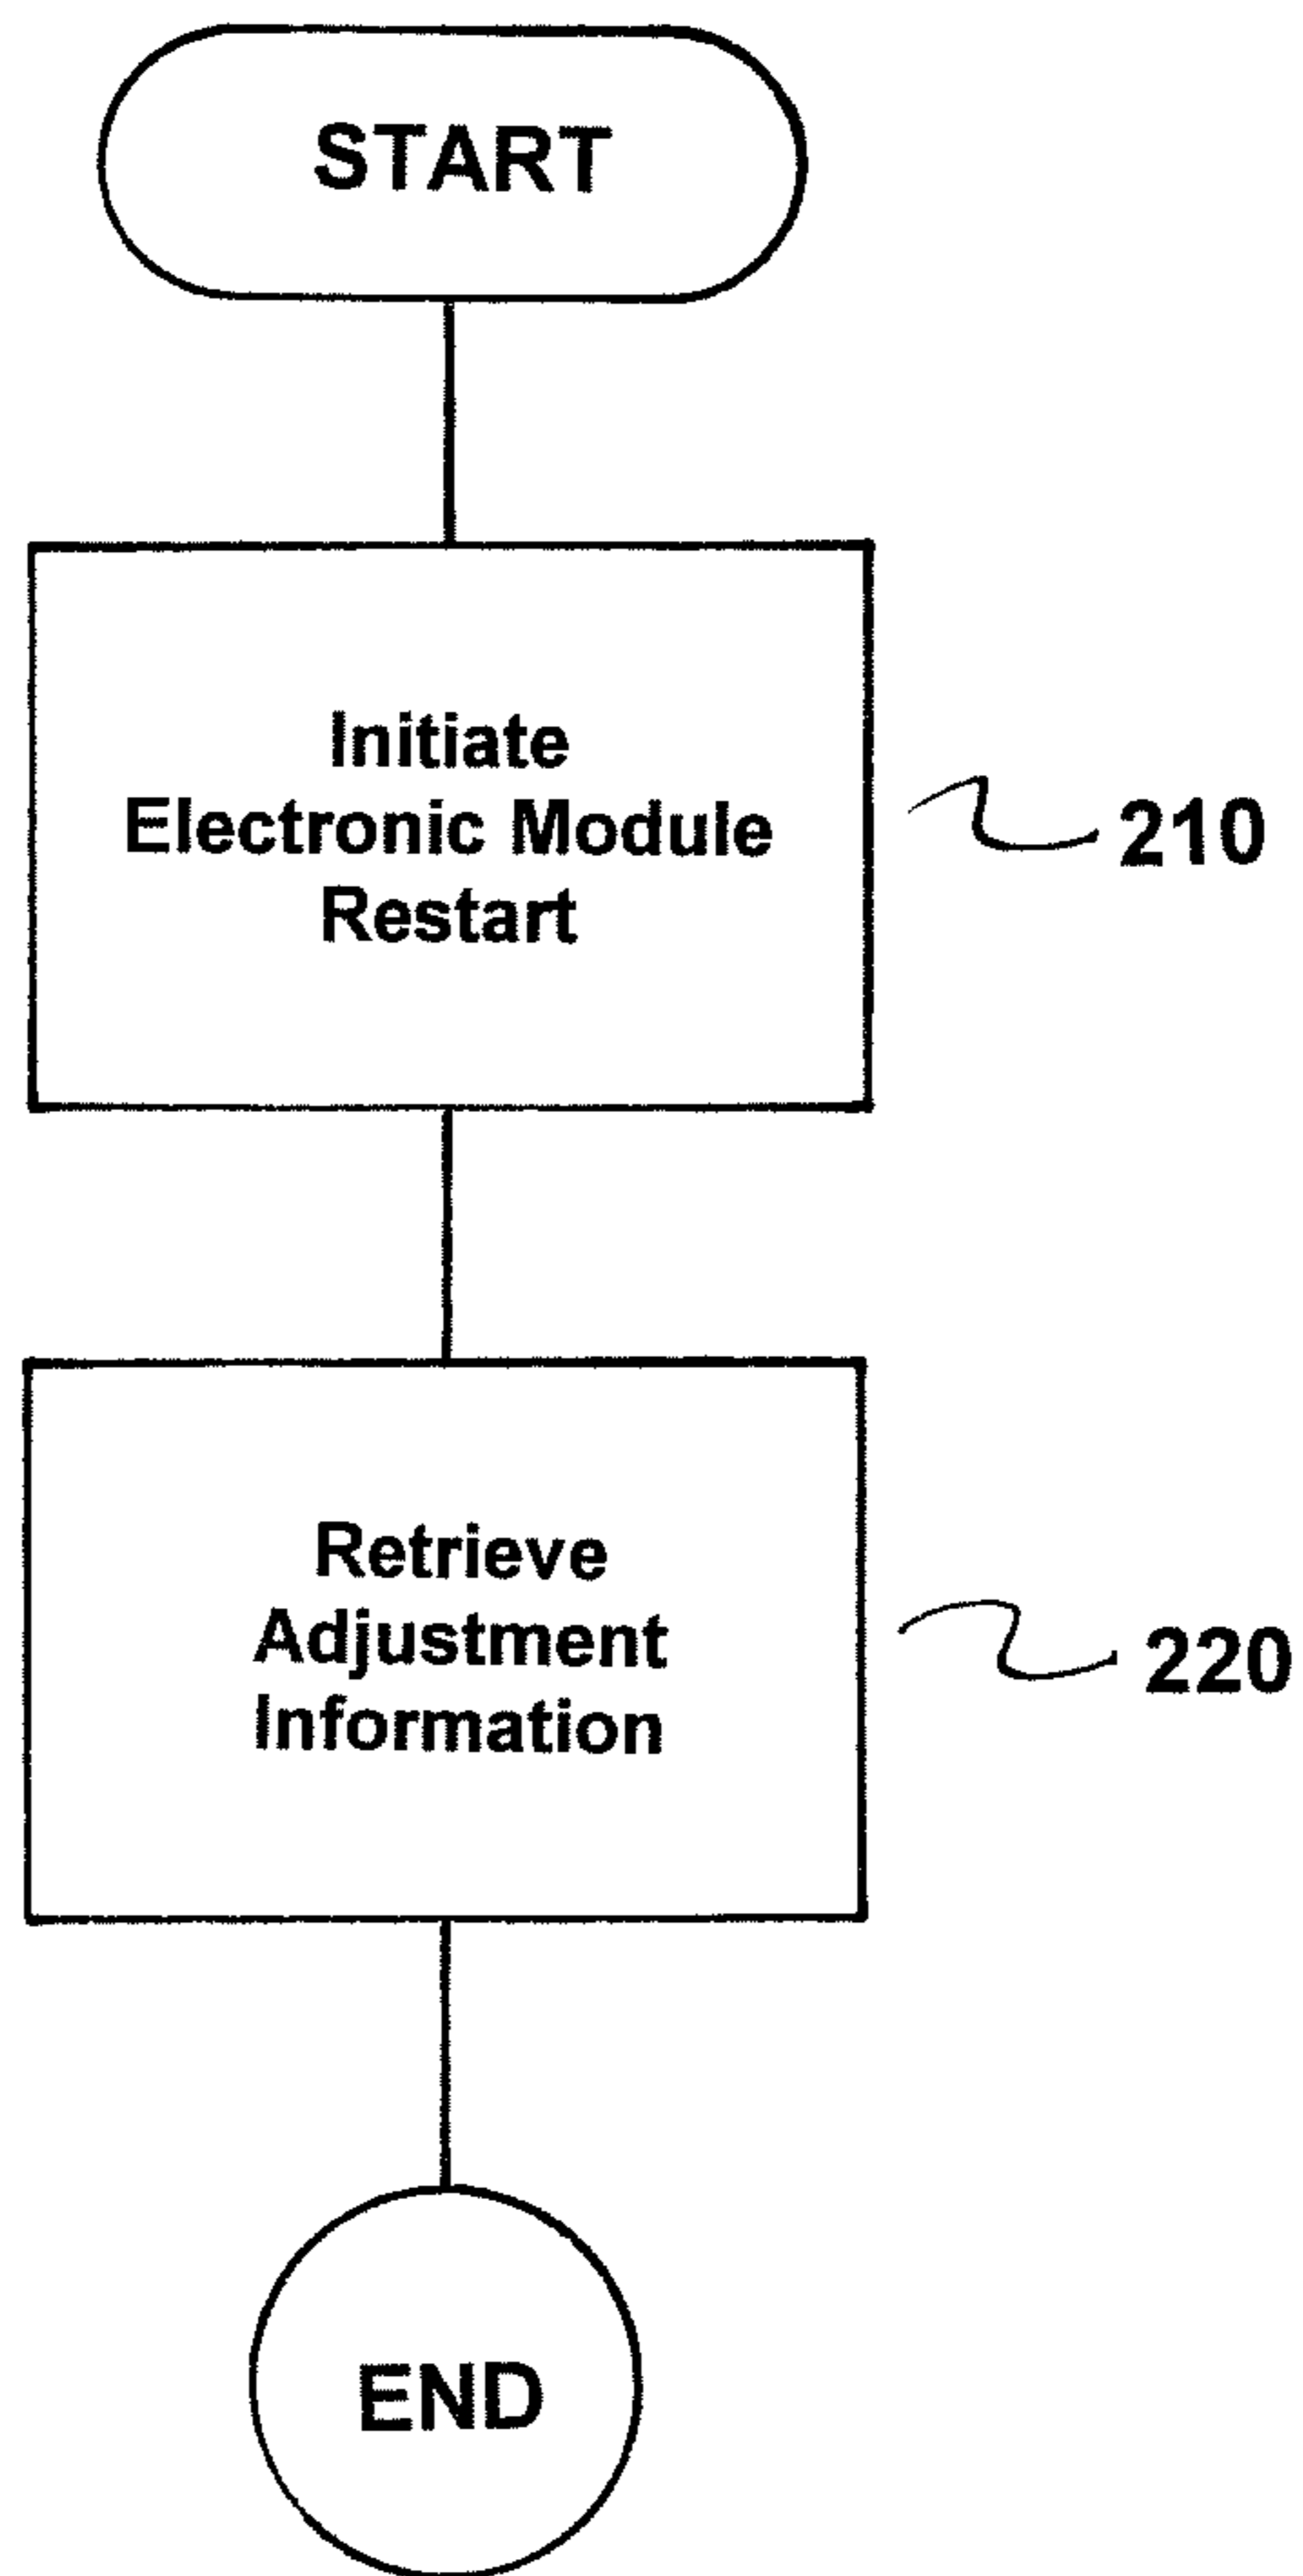 START
Initiate
Electronic Module
Restart
210
Retrieve
Adjustment
Information
220
END